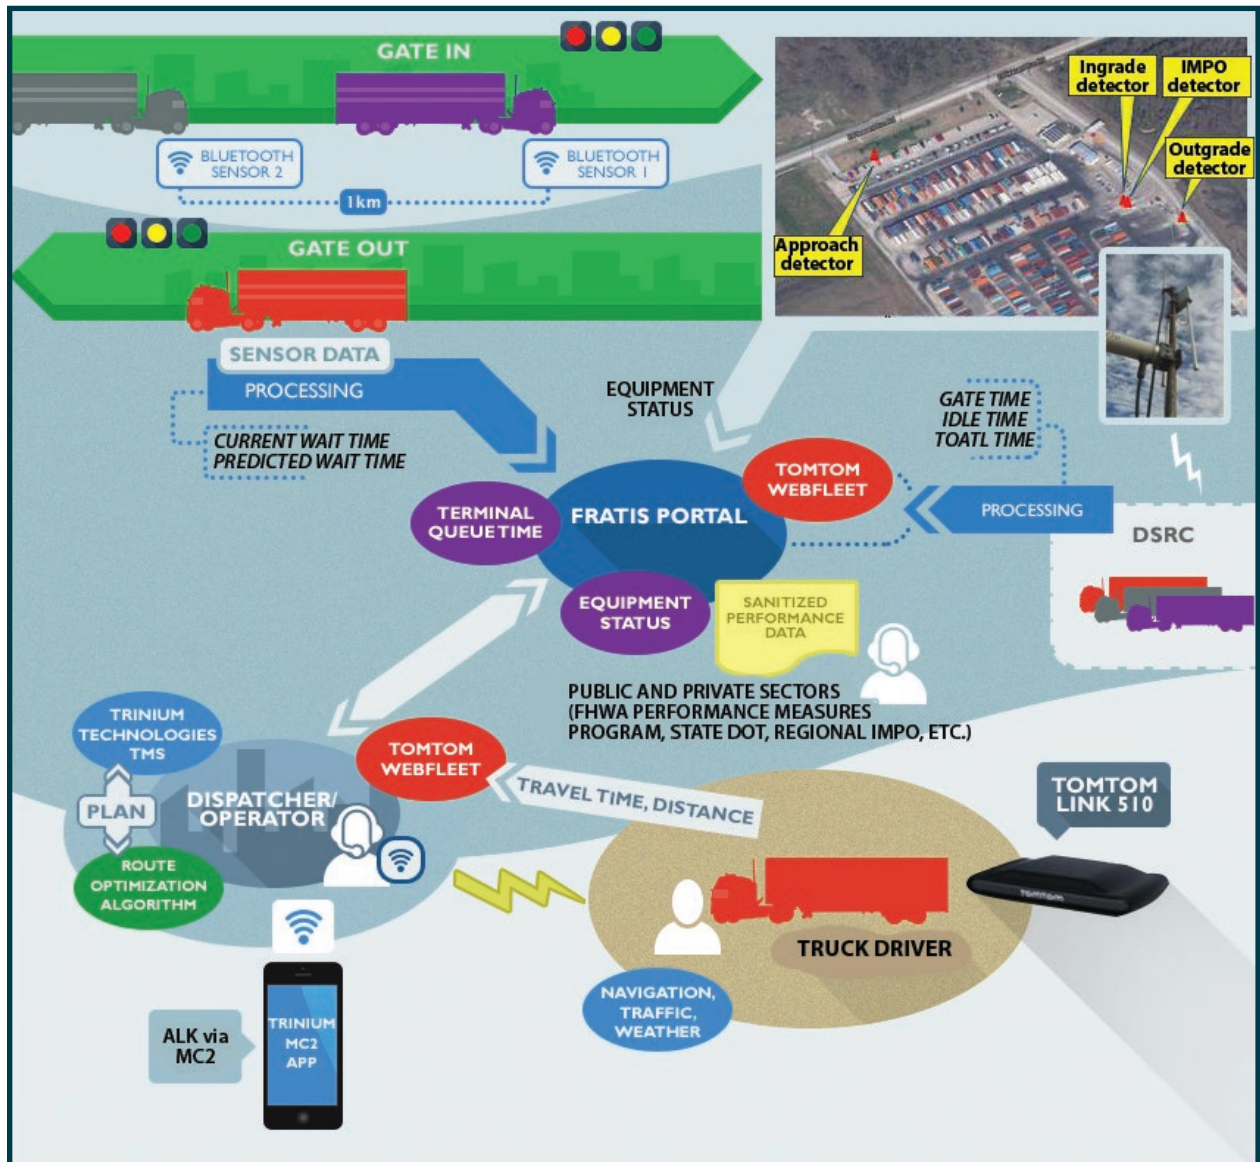 GATE IN
BLUETOOTH
SENSOR 2
BLUETOOTH
SENSOR 1
1km
Ingrade
detector
IMPO
detector
Outgrade
detector
Approach
detector
GATE OUT
SENSOR DATA
PROCESSING
CURRENT WAIT TIME
PREDICTED WAIT TIME
EQUIPMENT
STATUS
GATE TIME
IDLE TIME
TOATL TIME
TOMTOM
WEBFLEET
TERMINAL
QUEUE TIME
FRATIS PORTAL
PROCESSING
DSRC
EQUIPMENT
STATUS
SANITIZED
PERFORMANCE
DATA
PUBLIC AND PRIVATE SECTORS
(FHWA PERFORMANCE MEASURES
PROGRAM, STATE DOT, REGIONAL IMPO, ETC.)
TRINIUM
TECHNOLOGIES
TMS
PLAN
ROUTE
OPTIMIZATION
ALGORITHM
DISPATCHER/
OPERATOR
TOMTOM
WEBFLEET
TRAVEL TIME, DISTANCE
TOMTOM
LINK 510
TOMTOM
TRUCK DRIVER
NAVIGATION,
TRAFFIC,
WEATHER
ALK via
MC2
TRINIUM
MC2
APP